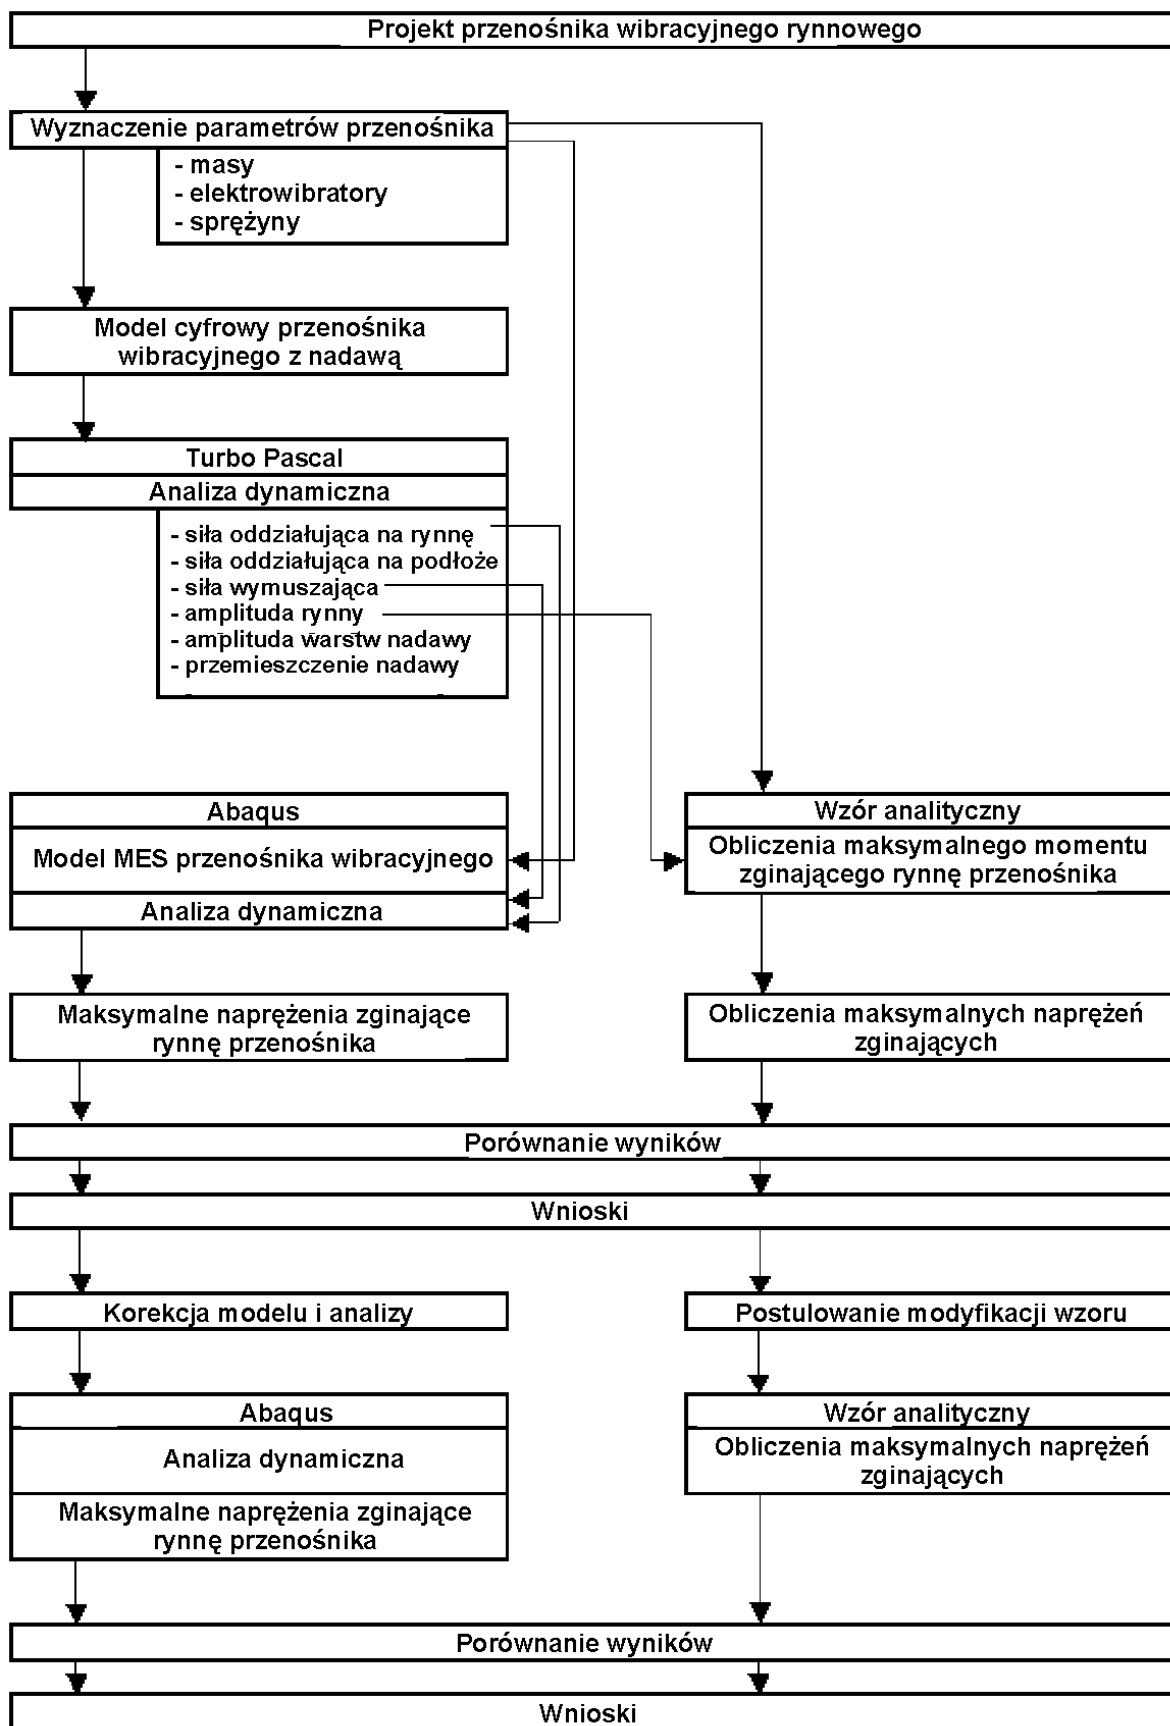 Projekt przenośnika wibracyjnego rynnowego
Wyznaczenie parametrów przenośnika
- masy
- elektrowibratory
- sprężyny
Model cyfrowy przenośnika
wibracyjnego z nadawą
Turbo Pascal
Analiza dynamiczna
- siła oddziałująca na rynnę
- siła oddziałująca na podłoże
- siła wymuszająca
- amplituda rynny
- amplituda warstw nadawy
- przemieszczenie nadawy
Abaqus
Model MES przenośnika wibracyjnego
Analiza dynamiczna
Wzór analityczny
Obliczenia maksymalnego momentu
zginającego rynnę przenośnika
Maksymalne naprężenia zginające
rynnę przenośnika
Obliczenia maksymalnych naprężeń
zginających
Porównanie wyników
Wnioski
Korekcja modelu i analizy
Postulowanie modyfikacji wzoru
Abaqus
Analiza dynamiczna
Maksymalne naprężenia zginające
rynnę przenośnika
Wzór analityczny
Obliczenia maksymalnych naprężeń
zginających
Porównanie wyników
Wnioski